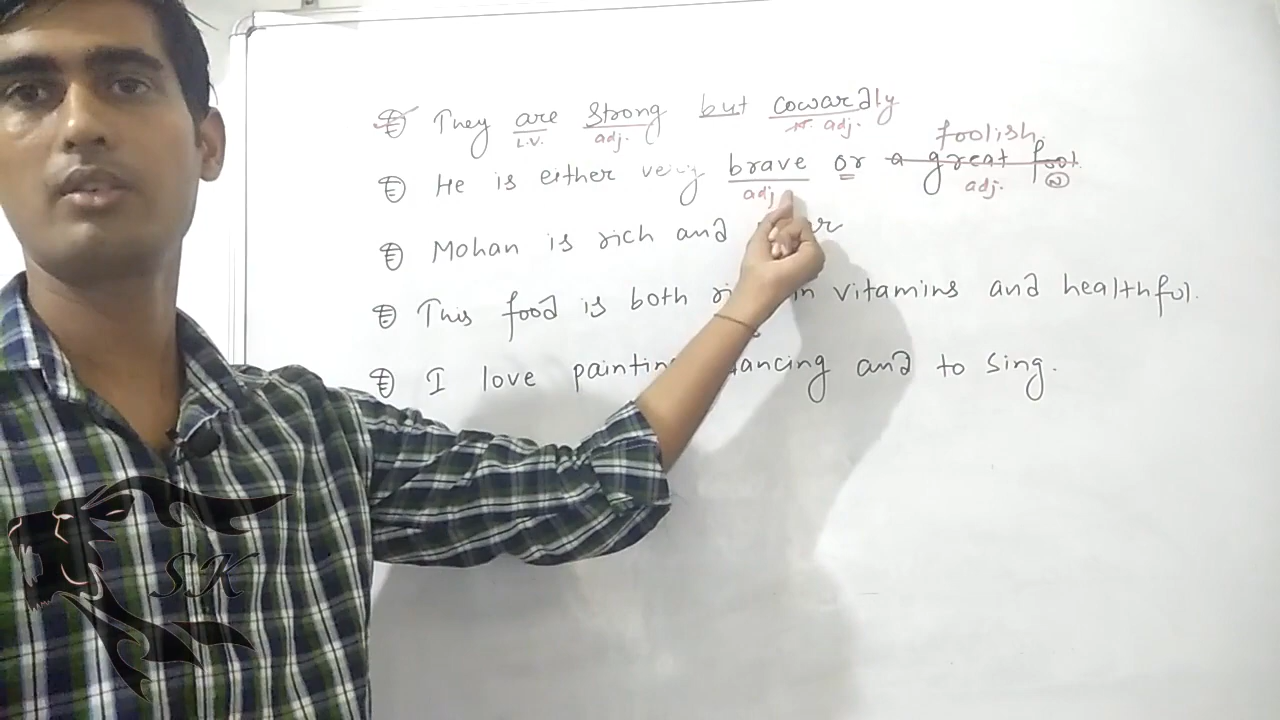 They are strong but cowardly
L.V. adj. N. adj.
foolish.
He is either very brave or a great fool.
adj adj. N
Mohan is rich and
This food is both in vitamins and healthful.
I love painting dancing and to sing.
SK